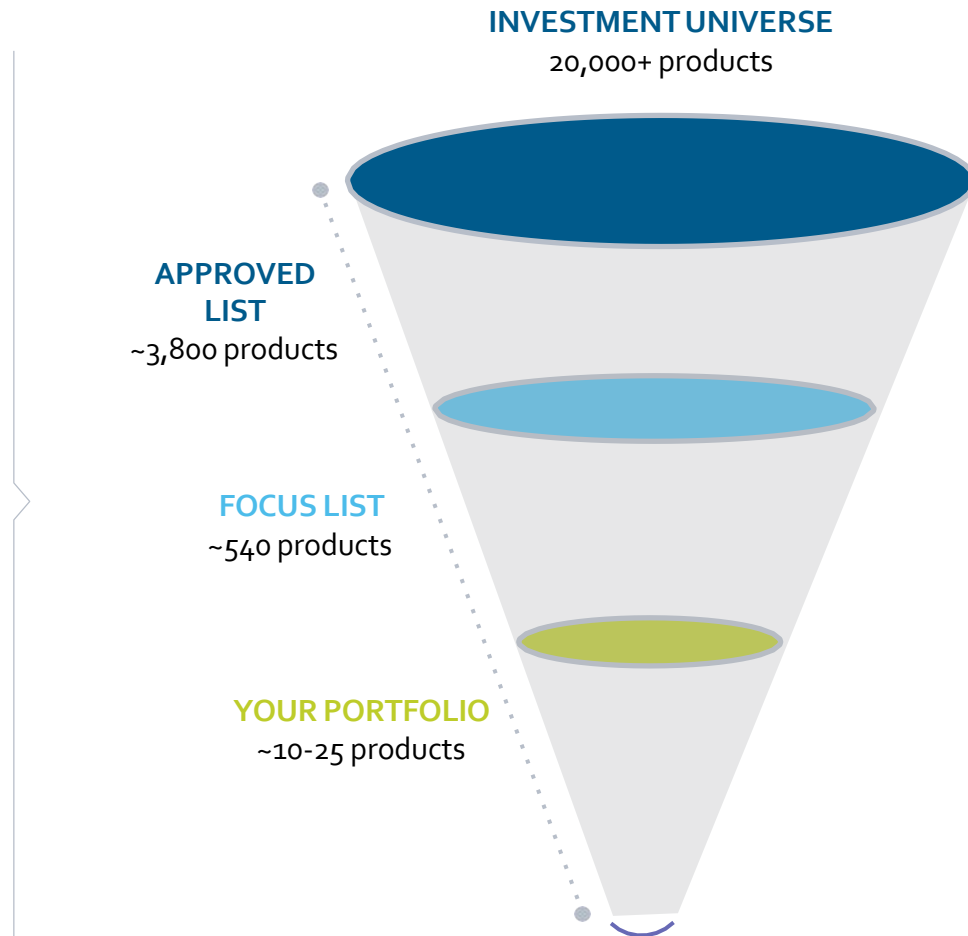 INVESTMENT UNIVERSE
20,000+ products
APPROVED
LIST
~3,800 products
FOCUS LIST
~540 products
YOUR PORTFOLIO
~10-25 products